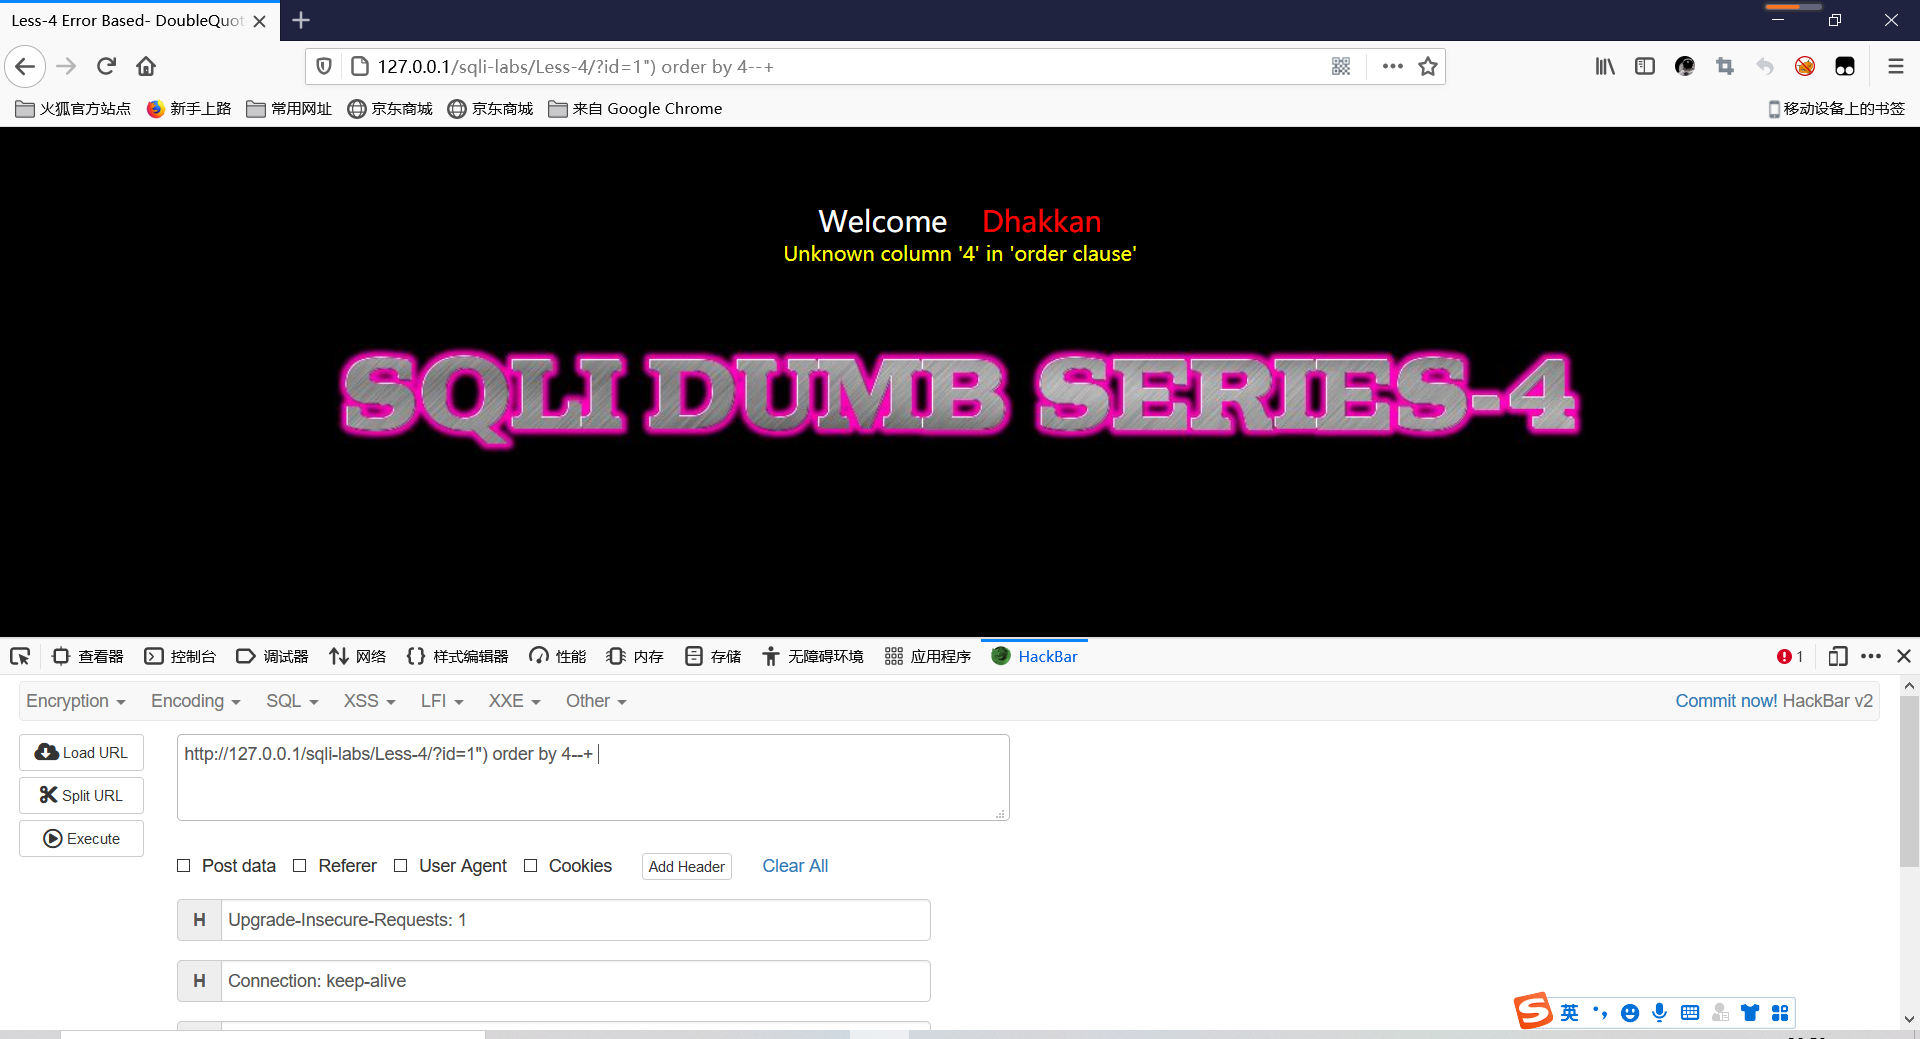 Less-4 Error Based- DoubleQuot
127.0.0.1/sqli-labs/Less-4/?id=1") order by 4--+
火狐官方站点 新手上路 常用网址 京东商城 京东商城 来自 Google Chrome 移动设备上的书签
Welcome Dhakkan
Unknown column '4' in 'order clause'
SQLI DUMB SERIES-4
查看器 控制台 调试器 网络 样式编辑器 性能 内存 存储 无障碍环境 应用程序 HackBar 1
Encryption Encoding SQL XSS LFI XXE Other Commit now! HackBar v2
Load URL http://127.0.0.1/sqli-labs/Less-4/?id=1") order by 4--+
Split URL
Execute
Post data Referer User Agent Cookies Add Header Clear All
H Upgrade-Insecure-Requests: 1
H Connection: keep-alive
S 英